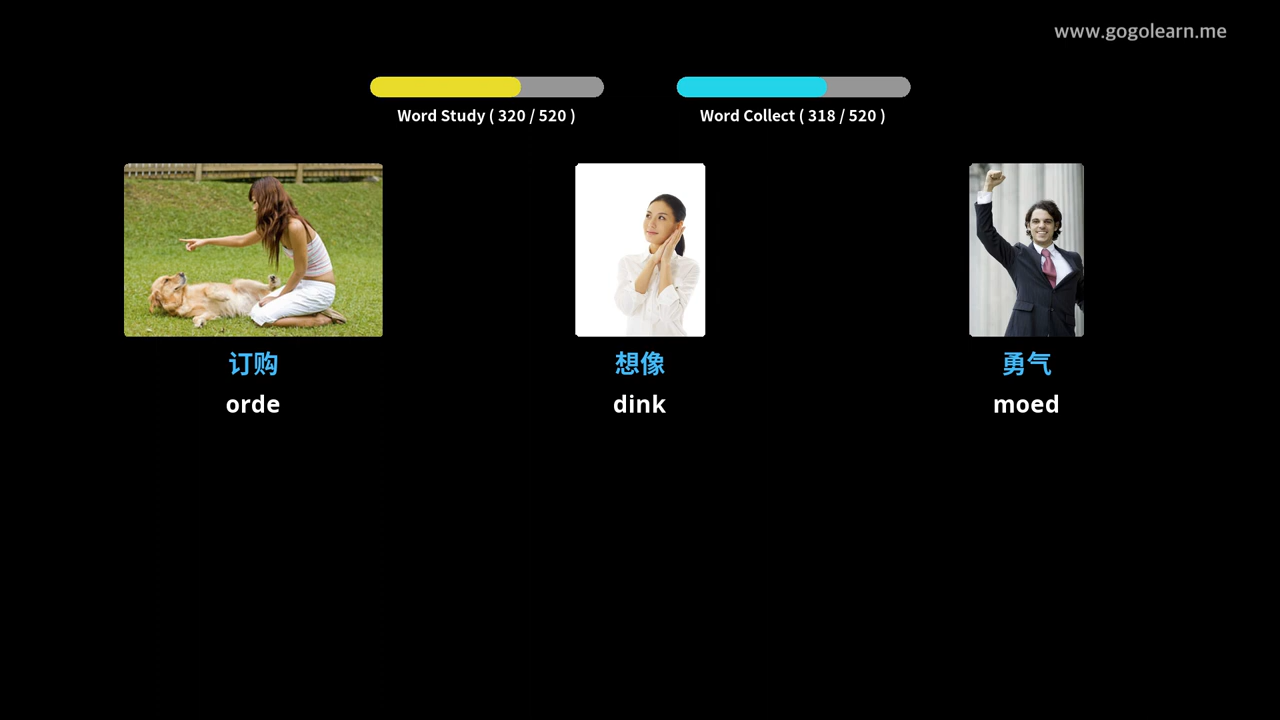 www.gogolearn.me
Word Study ( 320 / 520 )
Word Collect ( 318 / 520 )
订购
想像
勇气
orde
dink
moed